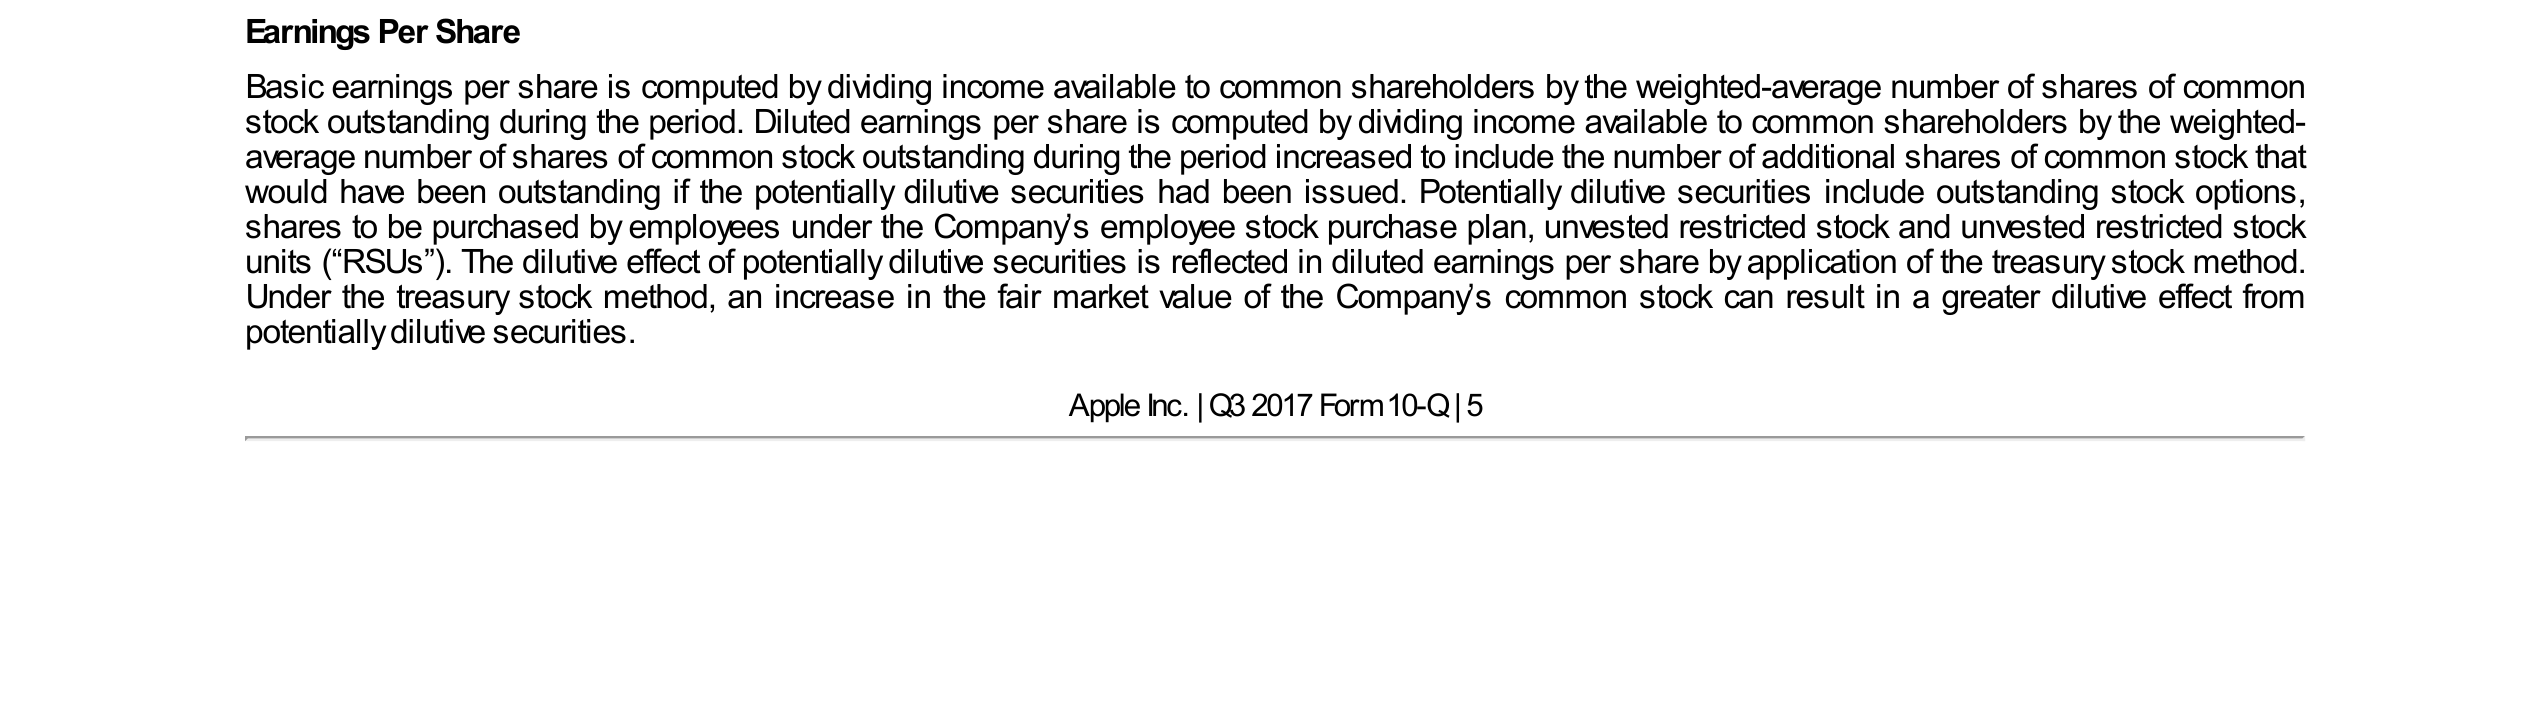 Earnings Per Share
Basic earnings per share is computed by dividing income available to common shareholders by the weighted-average number of shares of common
stock outstanding during the period. Diluted earnings per share is computed by dividing income available to common shareholders by the weighted-
average number of shares of common stock outstanding during the period increased to include the number of additional shares of common stock that
would have been outstanding if the potentially dilutive securities had been issued. Potentially dilutive securities include outstanding stock options,
shares to be purchased by employees under the Company’s employee stock purchase plan, unvested restricted stock and unvested restricted stock
units (“RSUs”). The dilutive effect of potentially dilutive securities is reflected in diluted earnings per share by application of the treasury stock method.
Under the treasury stock method, an increase in the fair market value of the Company’s common stock can result in a greater dilutive effect from
potentially dilutive securities.
Apple Inc. | Q3 2017 Form 10-Q | 5